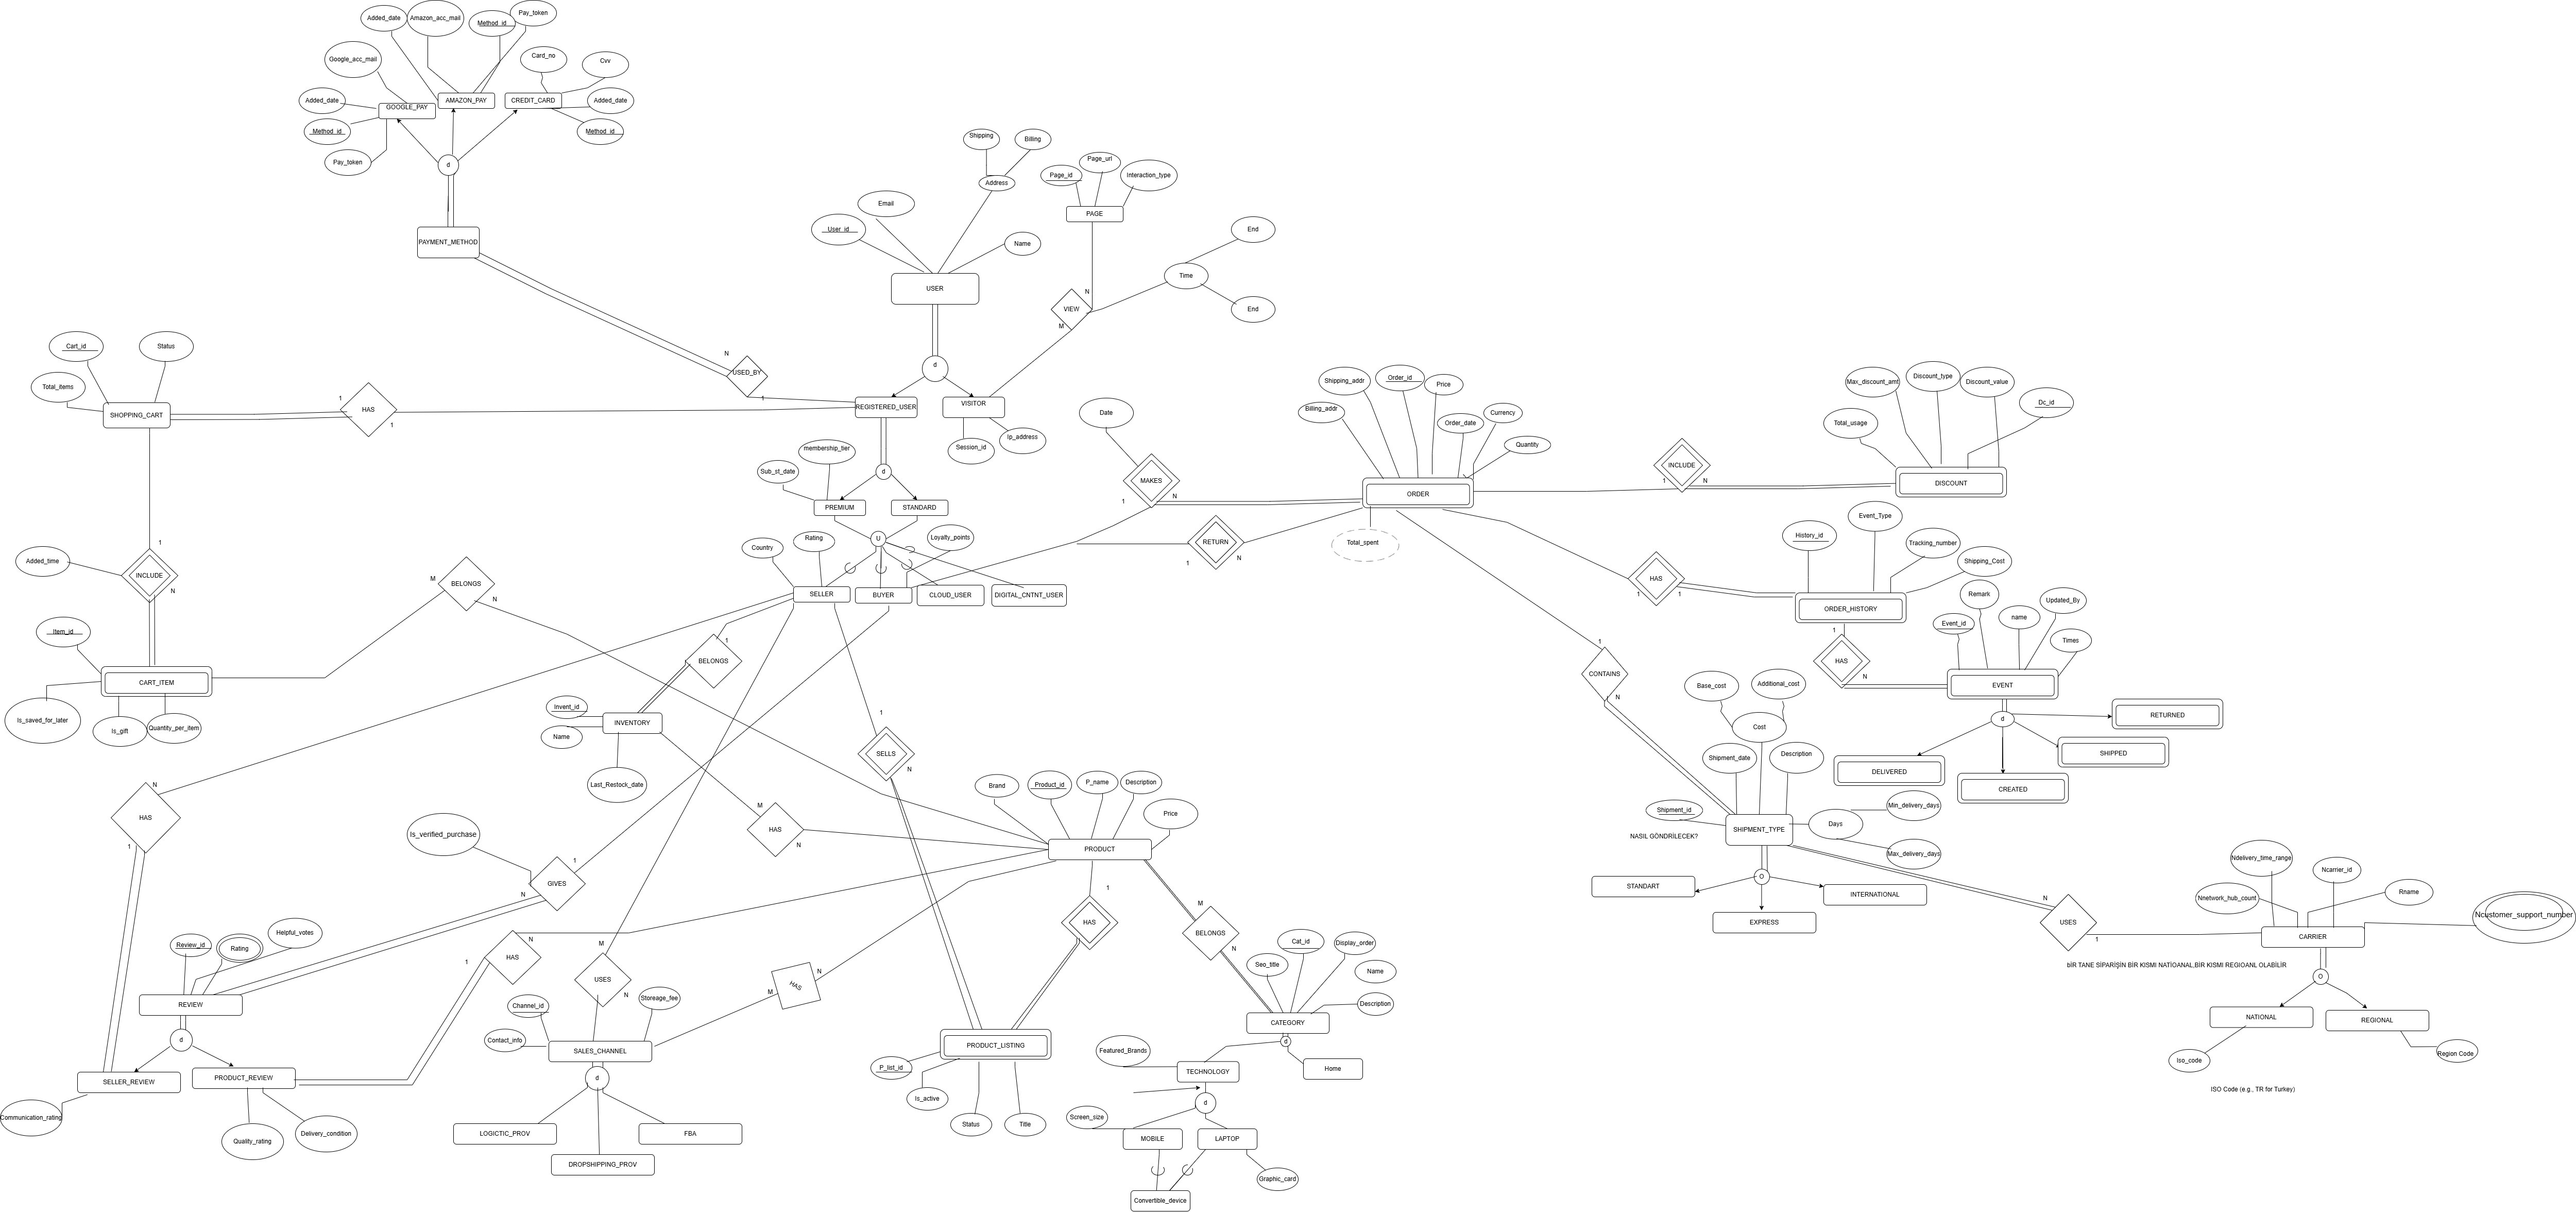 Added_date
Amazon_acc_mail
Method_id
Pay_token
Google_acc_mail
Card_no
Cvv
Added_date
GOOGLE_PAY
AMAZON_PAY
CREDIT_CARD
Added_date
Method_id
Method_id
Pay_token
d
PAYMENT_METHOD
Shipping
Billing
Address
Email
User_id
Name
USER
Page_id
Page_url
Interaction_type
PAGE
End
Time
End
N
VIEW
M
N
USED_BY
1
d
REGISTERED_USER
VISITOR
Session_id
Ip_address
Cart_id
Status
Total_items
SHOPPING_CART
1
HAS
1
membership_tier
Sub_st_date
d
PREMIUM
STANDARD
U
Country
Rating
Loyalty_points
SELLER
BUYER
CLOUD_USER
DIGITAL_CNTNT_USER
Date
MAKES
1
N
RETURN
1
N
Shipping_addr
Order_id
Price
Billing_addr
Order_date
Currency
Quantity
ORDER
Total_spent
INCLUDE
1
N
Max_discount_amt
Discount_type
Discount_value
Dc_id
Total_usage
DISCOUNT
HAS
1
1
History_id
Event_Type
Tracking_number
Shipping_Cost
ORDER_HISTORY
1
HAS
N
Event_id
Remark
name
Updated_By
Times
EVENT
d
RETURNED
SHIPPED
DELIVERED
CREATED
1
INCLUDE
N
Added_time
Item_id
CART_ITEM
Is_saved_for_later
Is_gift
Quantity_per_item
M
BELONGS
N
1
BELONGS
Invent_id
INVENTORY
Name
Last_Restock_date
1
SELLS
N
M
HAS
N
1
CONTAINS
N
Base_cost
Additional_cost
Cost
Shipment_date
Description
Shipment_id
SHIPMENT_TYPE
Days
Min_delivery_days
Max_delivery_days
NASIL GÖNDRİLECEK?
O
STANDART
INTERNATIONAL
EXPRESS
N
USES
1
Ndelivery_time_range
Ncarrier_id
Nnetwork_hub_count
Rname
Ncustomer_support_number
CARRIER
bİR TANE SİPARİŞİN BİR KISMI NATİOANAL,BİR KISMI REGIOANL OLABİLİR
O
NATIONAL
REGIONAL
Iso_code
Region Code
ISO Code (e.g., TR for Turkey)
Brand
Product_id
P_name
Description
Price
PRODUCT
N
HAS
1
Is_verified_purchase
1
GIVES
N
Review_id
Rating
Helpful_votes
REVIEW
d
SELLER_REVIEW
PRODUCT_REVIEW
Communication_rating
Quality_rating
Delivery_condition
N
HAS
1
M
USES
N
Channel_id
Storeage_fee
Contact_info
SALES_CHANNEL
d
LOGICTIC_PROV
FBA
DROPSHIPPING_PROV
N
HAS
M
1
HAS
PRODUCT_LISTING
P_list_id
Is_active
Status
Title
M
BELONGS
N
Cat_id
Display_order
Seo_title
Name
Description
CATEGORY
d
Featured_Brands
TECHNOLOGY
Home
d
Screen_size
MOBILE
LAPTOP
Graphic_card
Convertible_device